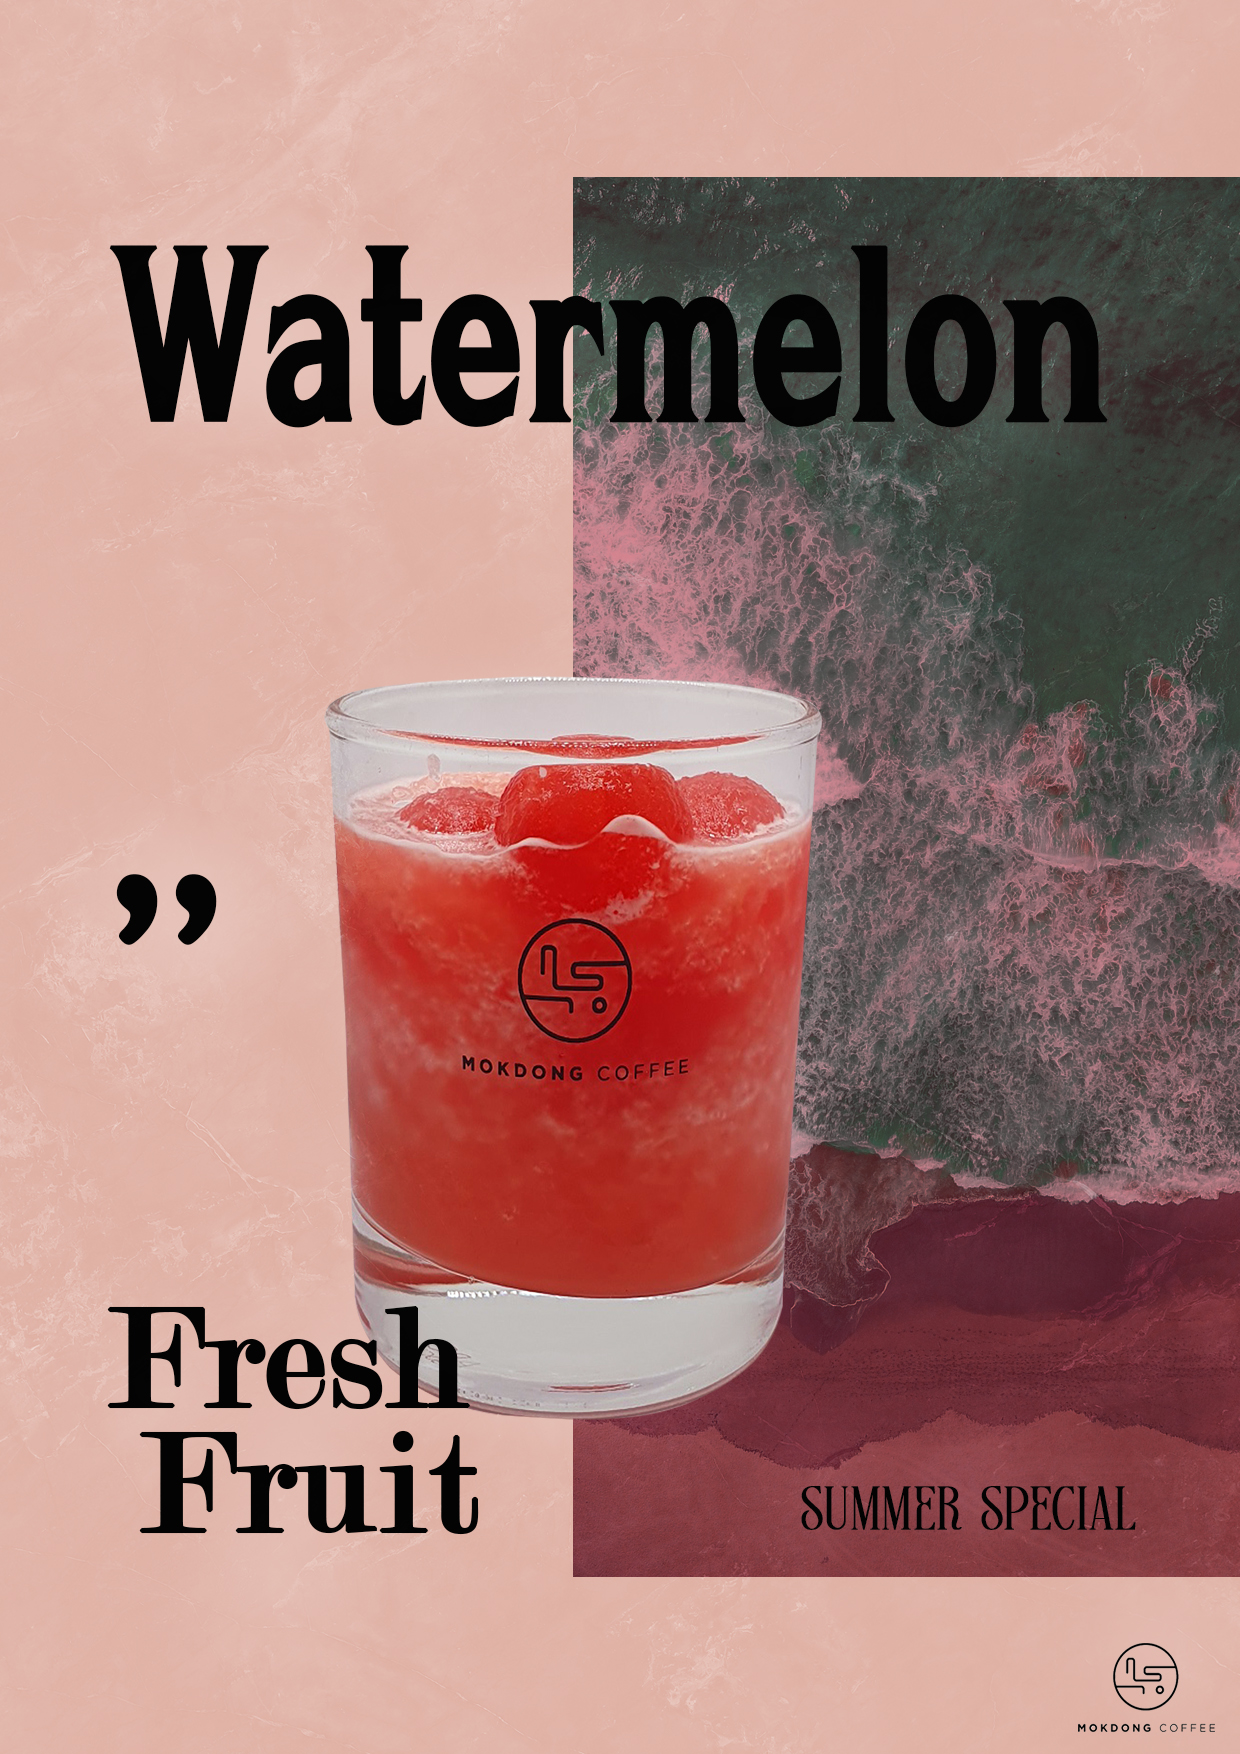 Watermelon
”
MOKDONG COFFEE
Fresh
Fruit
SUMMER SPECIAL
MOKDONG COFFEE